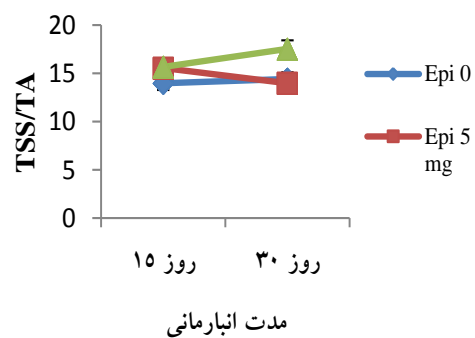 TSS/TA
20
15
10
5
0
روز ۱۵
روز ۳۰
مدت انبارمانی
Epi 0
Epi 5
mg